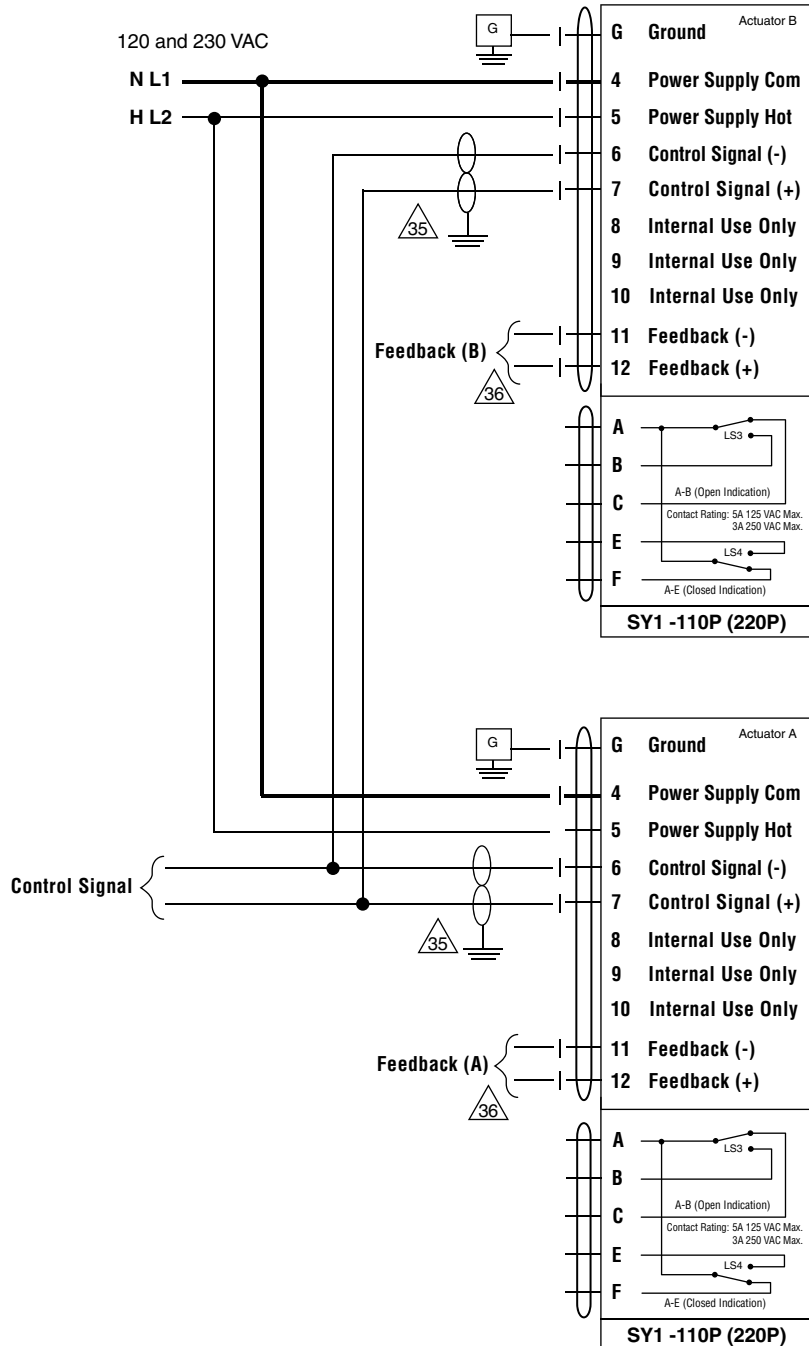 120 and 230 VAC
N L1
H L2
G
Actuator B
G Ground
4 Power Supply Com
5 Power Supply Hot
6 Control Signal (-)
7 Control Signal (+)
8 Internal Use Only
9 Internal Use Only
10 Internal Use Only
11 Feedback (-)
12 Feedback (+)
35
Feedback (B)
36
A
LS3
B
A-B (Open Indication)
C
Contact Rating: 5A 125 VAC Max.
3A 250 VAC Max.
E
LS4
F
A-E (Closed Indication)
SY1 -110P (220P)
G
Actuator A
G Ground
4 Power Supply Com
5 Power Supply Hot
6 Control Signal (-)
7 Control Signal (+)
8 Internal Use Only
9 Internal Use Only
10 Internal Use Only
11 Feedback (-)
12 Feedback (+)
Control Signal
35
Feedback (A)
36
A
LS3
B
A-B (Open Indication)
C
Contact Rating: 5A 125 VAC Max.
3A 250 VAC Max.
E
LS4
F
A-E (Closed Indication)
SY1 -110P (220P)